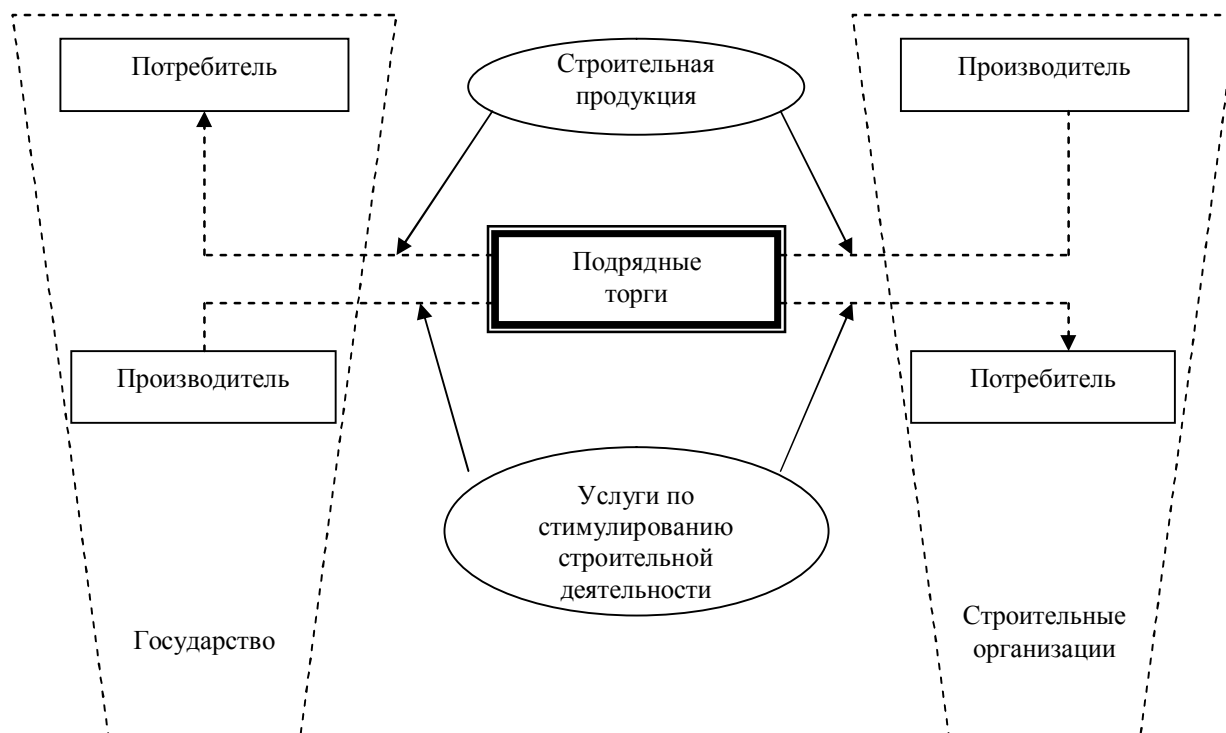 Потребитель
Строительная
продукция
Производитель
Подрядные
торги
Производитель
Потребитель
Услуги по
стимулированию
строительной
деятельности
Государство
Строительные
организации